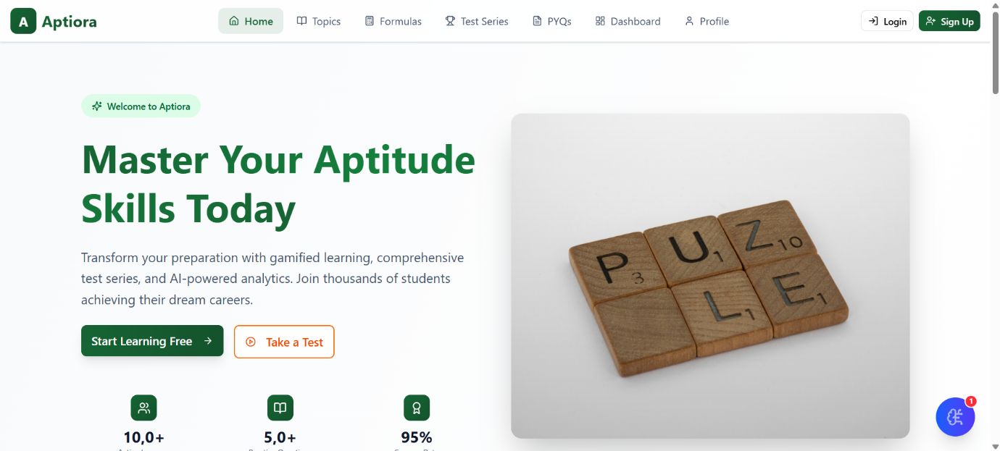 A Aptiora
Home Topics Formulas Test Series PYQs Dashboard Profile
Login Sign Up
Welcome to Aptiora
Master Your Aptitude
Skills Today
Transform your preparation with gamified learning, comprehensive
test series, and AI-powered analytics. Join thousands of students
achieving their dream careers.
Start Learning Free
Take a Test
10,0+ 5,0+ 95%
P3 U1 Z10
L1 E1
1